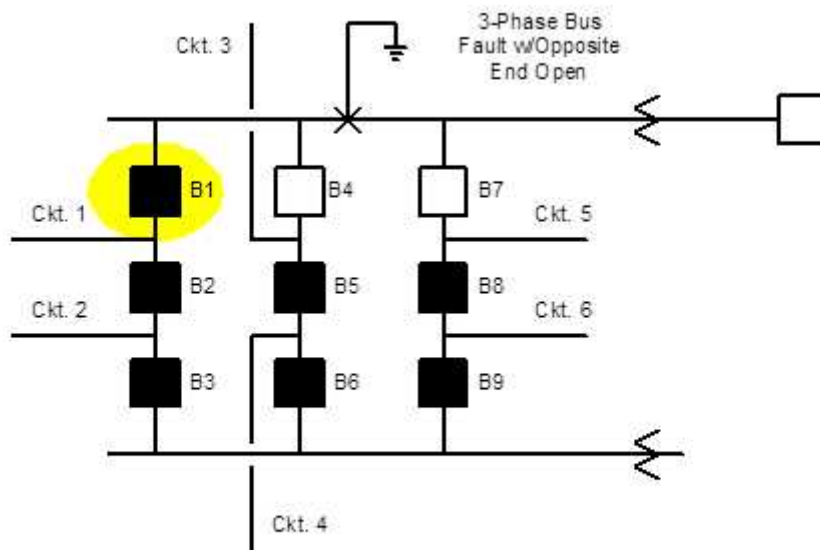 Ckt. 3
3-Phase Bus
Fault w/Opposite
End Open
B1
B4
B7
Ckt. 1
Ckt. 5
B2
B5
B8
Ckt. 2
Ckt. 6
B3
B6
B9
Ckt. 4